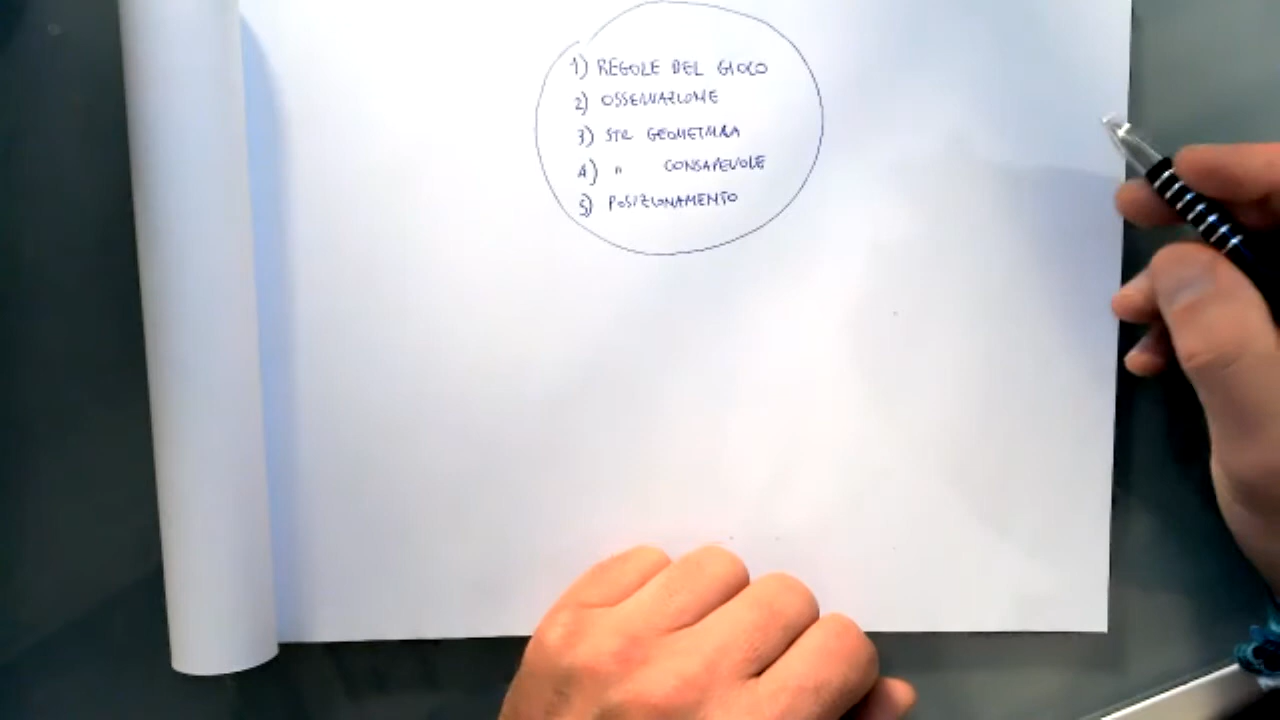 1) REGOLE DEL GIOCO
2) OSSERVAZIONE
3) STR GEOMETRIA
4) " CONSAPEVOLE
5) POSIZIONAMENTO